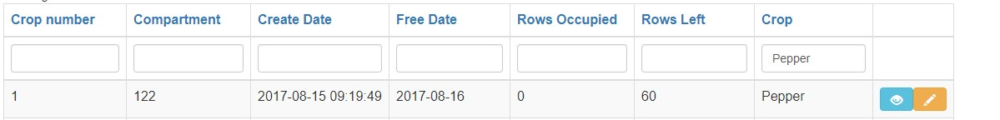 Crop number Compartment Create Date Free Date Rows Occupied Rows Left Crop
Pepper
1 122 2017-08-15 09:19:49 2017-08-16 0 60 Pepper